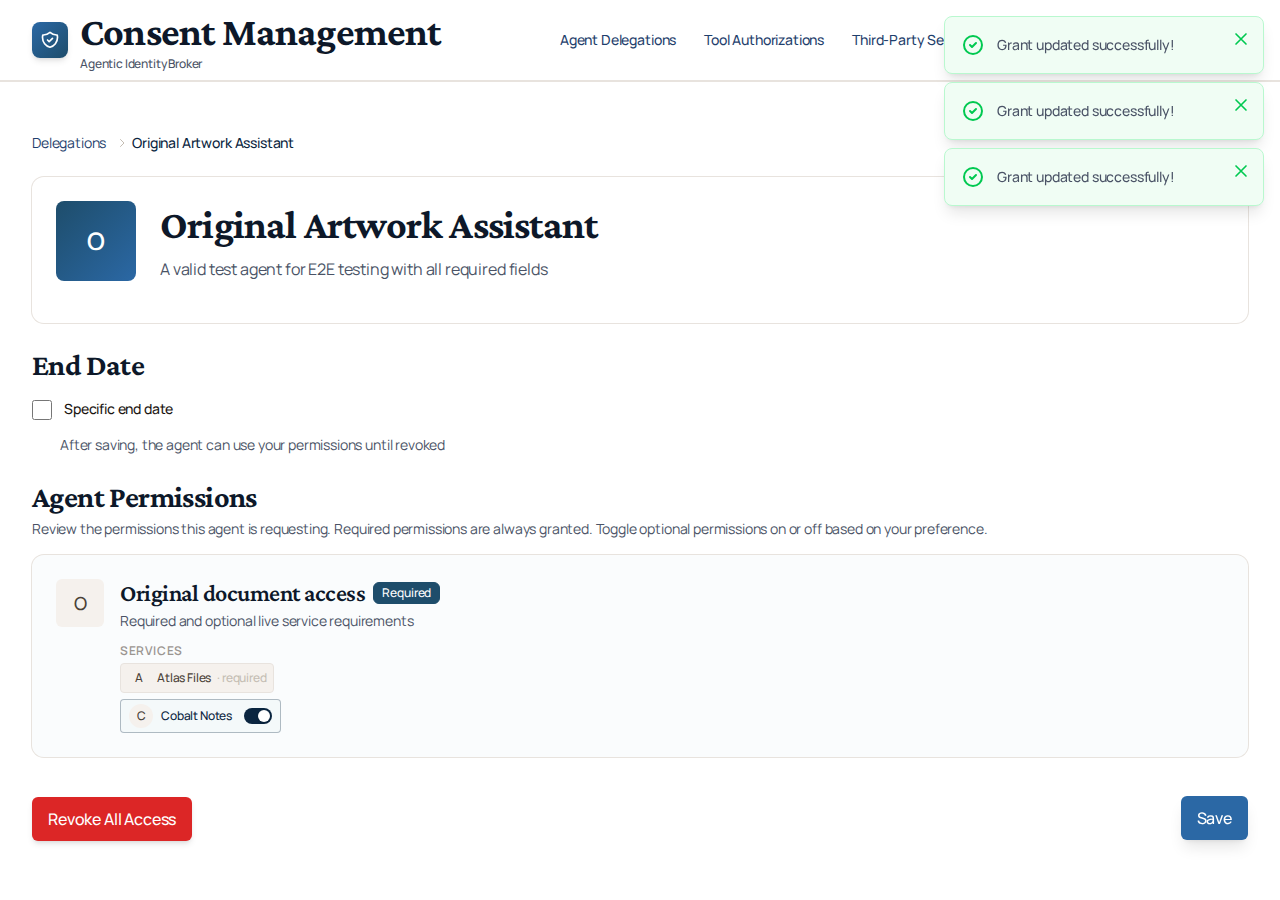 Consent Management
Agentic Identity Broker
Agent Delegations
Tool Authorizations
Third-Party Se
Grant updated successfully!
Grant updated successfully!
Grant updated successfully!
Delegations
Original Artwork Assistant
O
Original Artwork Assistant
A valid test agent for E2E testing with all required fields
End Date
Specific end date
After saving, the agent can use your permissions until revoked
Agent Permissions
Review the permissions this agent is requesting. Required permissions are always granted. Toggle optional permissions on or off based on your preference.
O
Original document access
Required
Required and optional live service requirements
SERVICES
A Atlas Files · required
C Cobalt Notes
Revoke All Access
Save